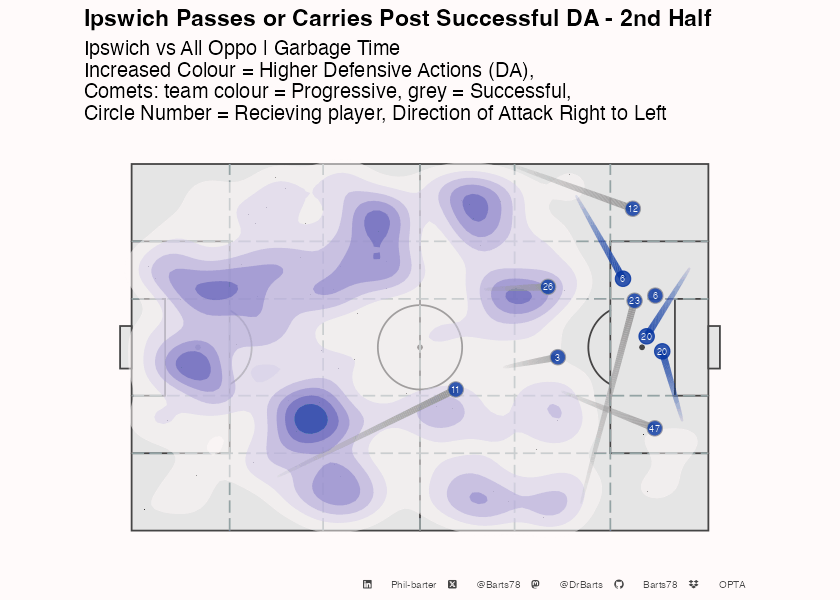 Ipswich Passes or Carries Post Successful DA - 2nd Half
Ipswich vs All Oppo I Garbage Time
Increased Colour = Higher Defensive Actions (DA),
Comets: team colour = Progressive, grey = Successful,
Circle Number = Recieving player, Direction of Attack Right to Left
12
6
26
6
23
20
20
3
11
47
Phil-barter @Barts78 @DrBarts Barts78 OPTA